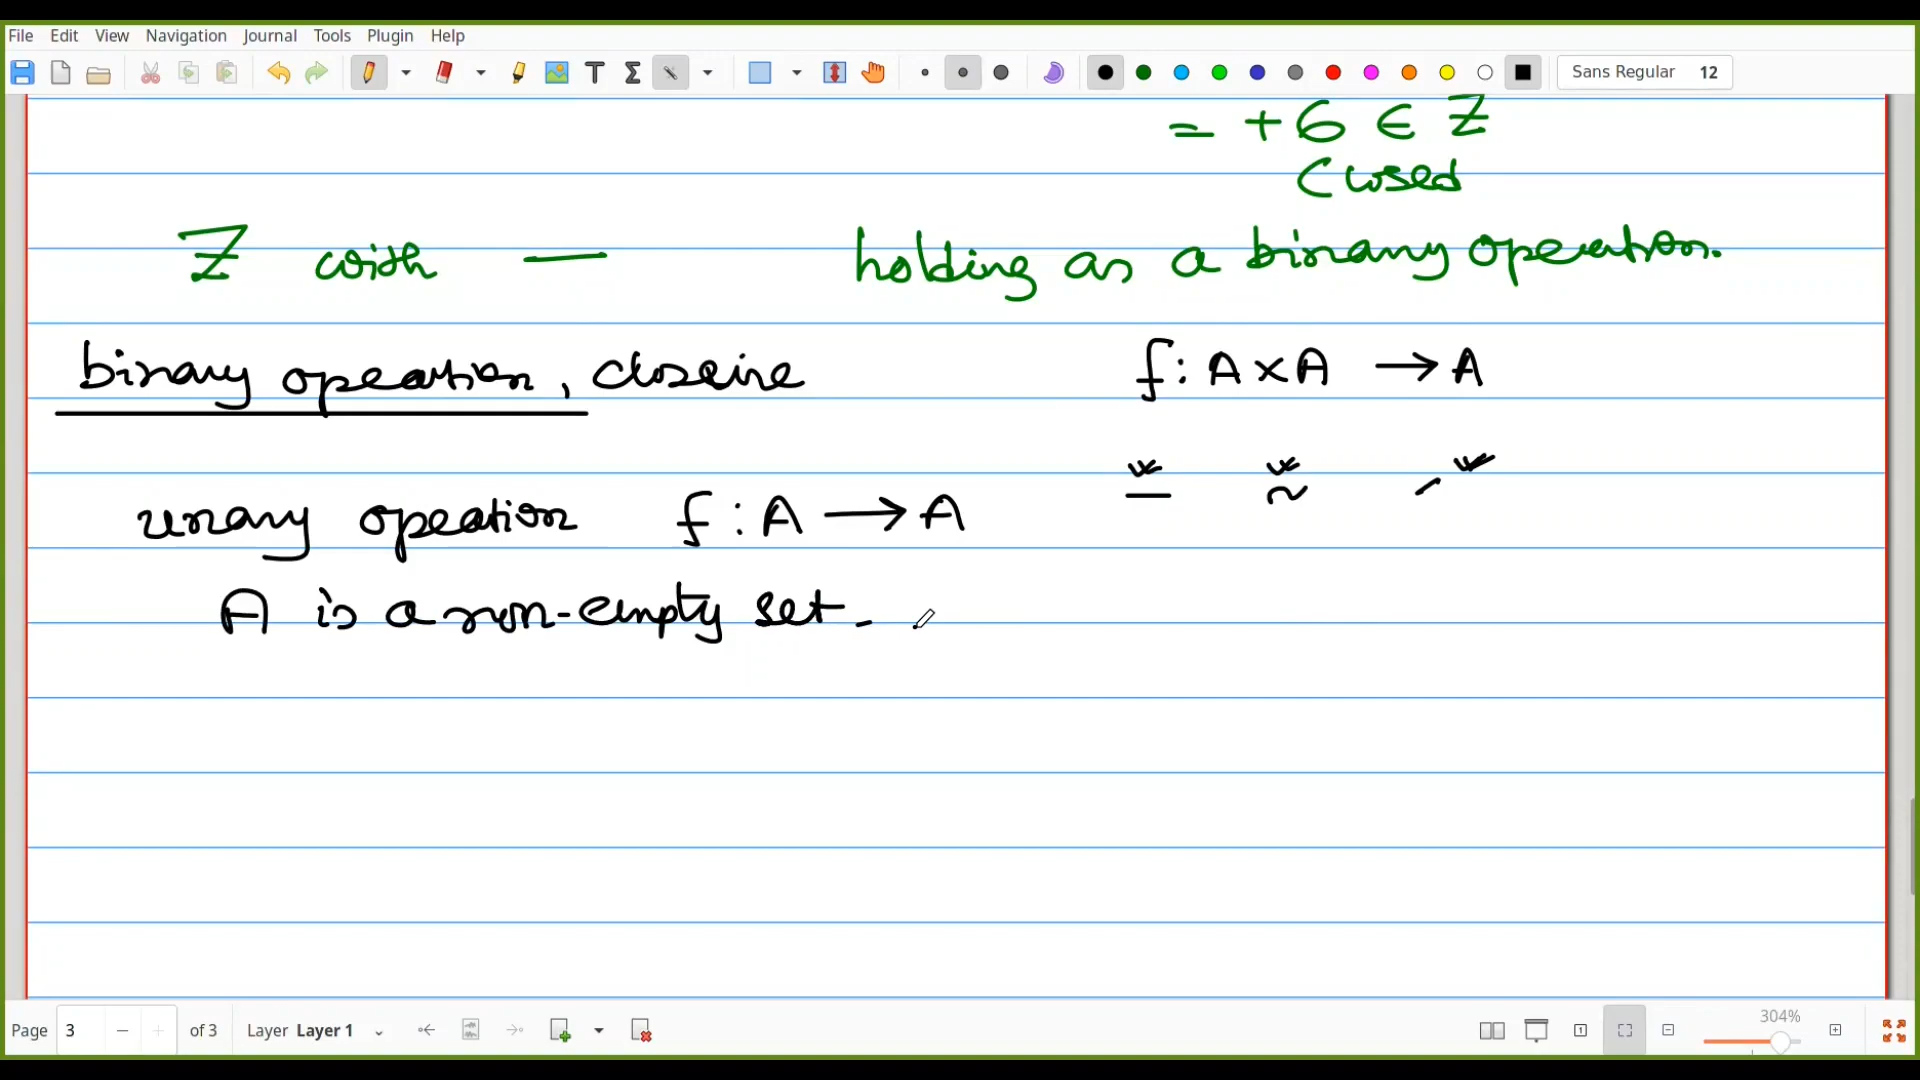 File Edit View Navigation Journal Tools Plugin Help
Sans Regular 12
= + 6 ∈ Z
Closed
Z with — holding as a binary operation.
binary operation, closure f : A × A → A
unary operation f : A → A
A is a non-empty set.
Page 3 of 3 Layer Layer 1 304%